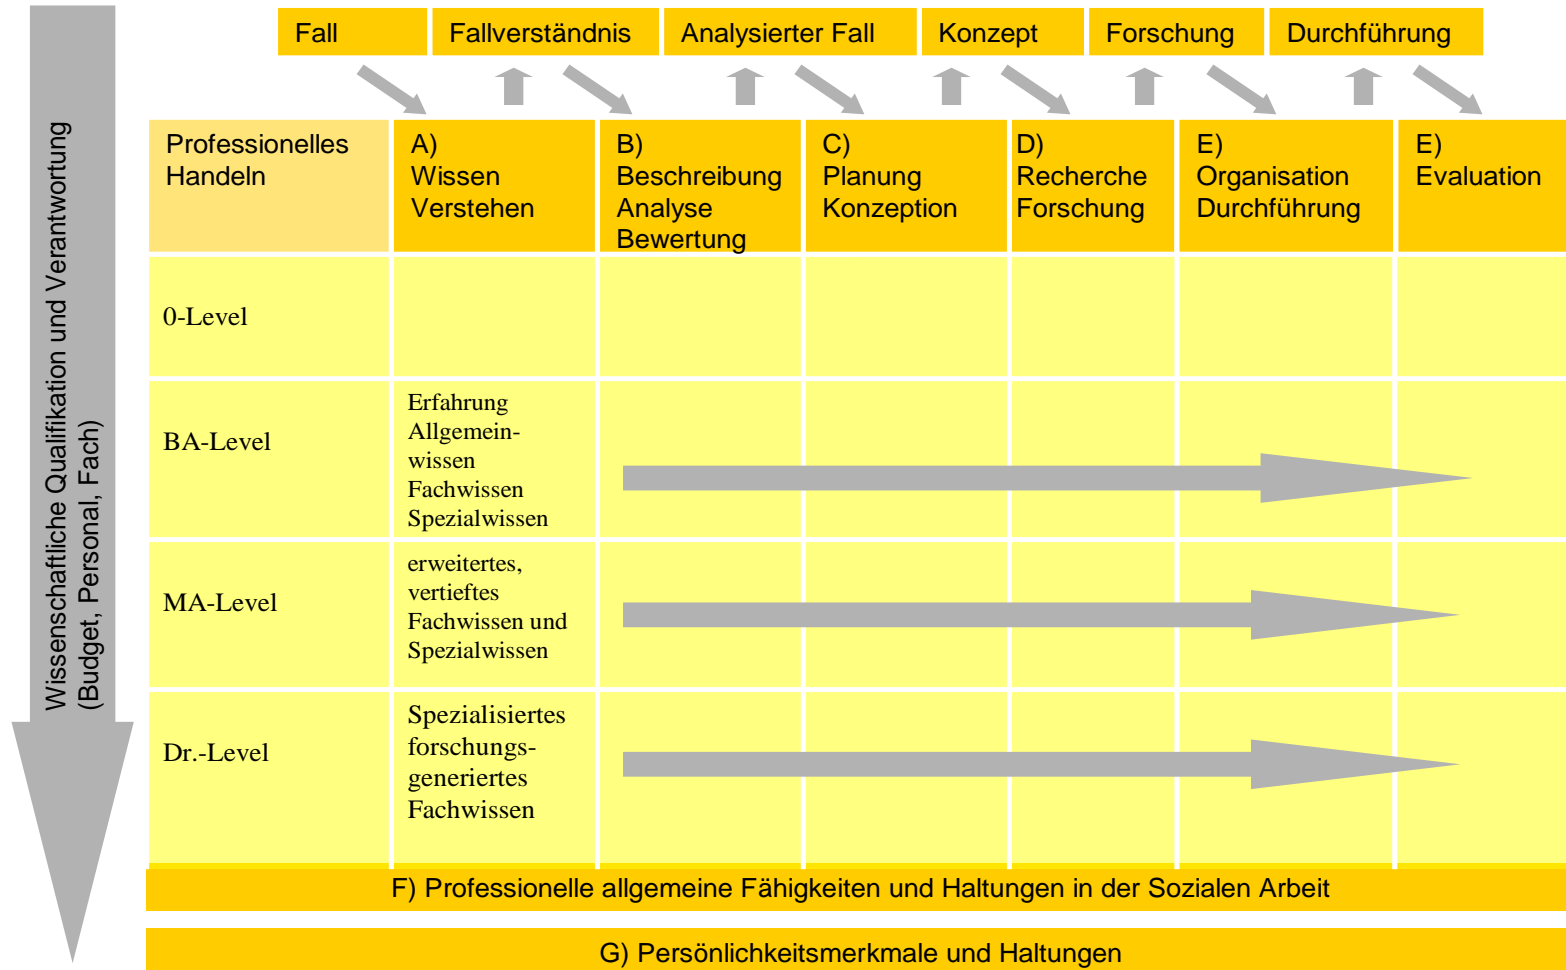 Fall
Fallverständnis
Analysierter Fall
Konzept
Forschung
Durchführung
Wissenschaftliche Qualifikation und Verantwortung
(Budget, Personal, Fach)
Professionelles
Handeln
A)
Wissen
Verstehen
B)
Beschreibung
Analyse
Bewertung
C)
Planung
Konzeption
D)
Recherche
Forschung
E)
Organisation
Durchführung
E)
Evaluation
0-Level
BA-Level
Erfahrung
Allgemein-
wissen
Fachwissen
Spezialwissen
MA-Level
erweitertes,
vertieftes
Fachwissen und
Spezialwissen
Dr.-Level
Spezialisiertes
forschungs-
generiertes
Fachwissen
F) Professionelle allgemeine Fähigkeiten und Haltungen in der Sozialen Arbeit
G) Persönlichkeitsmerkmale und Haltungen